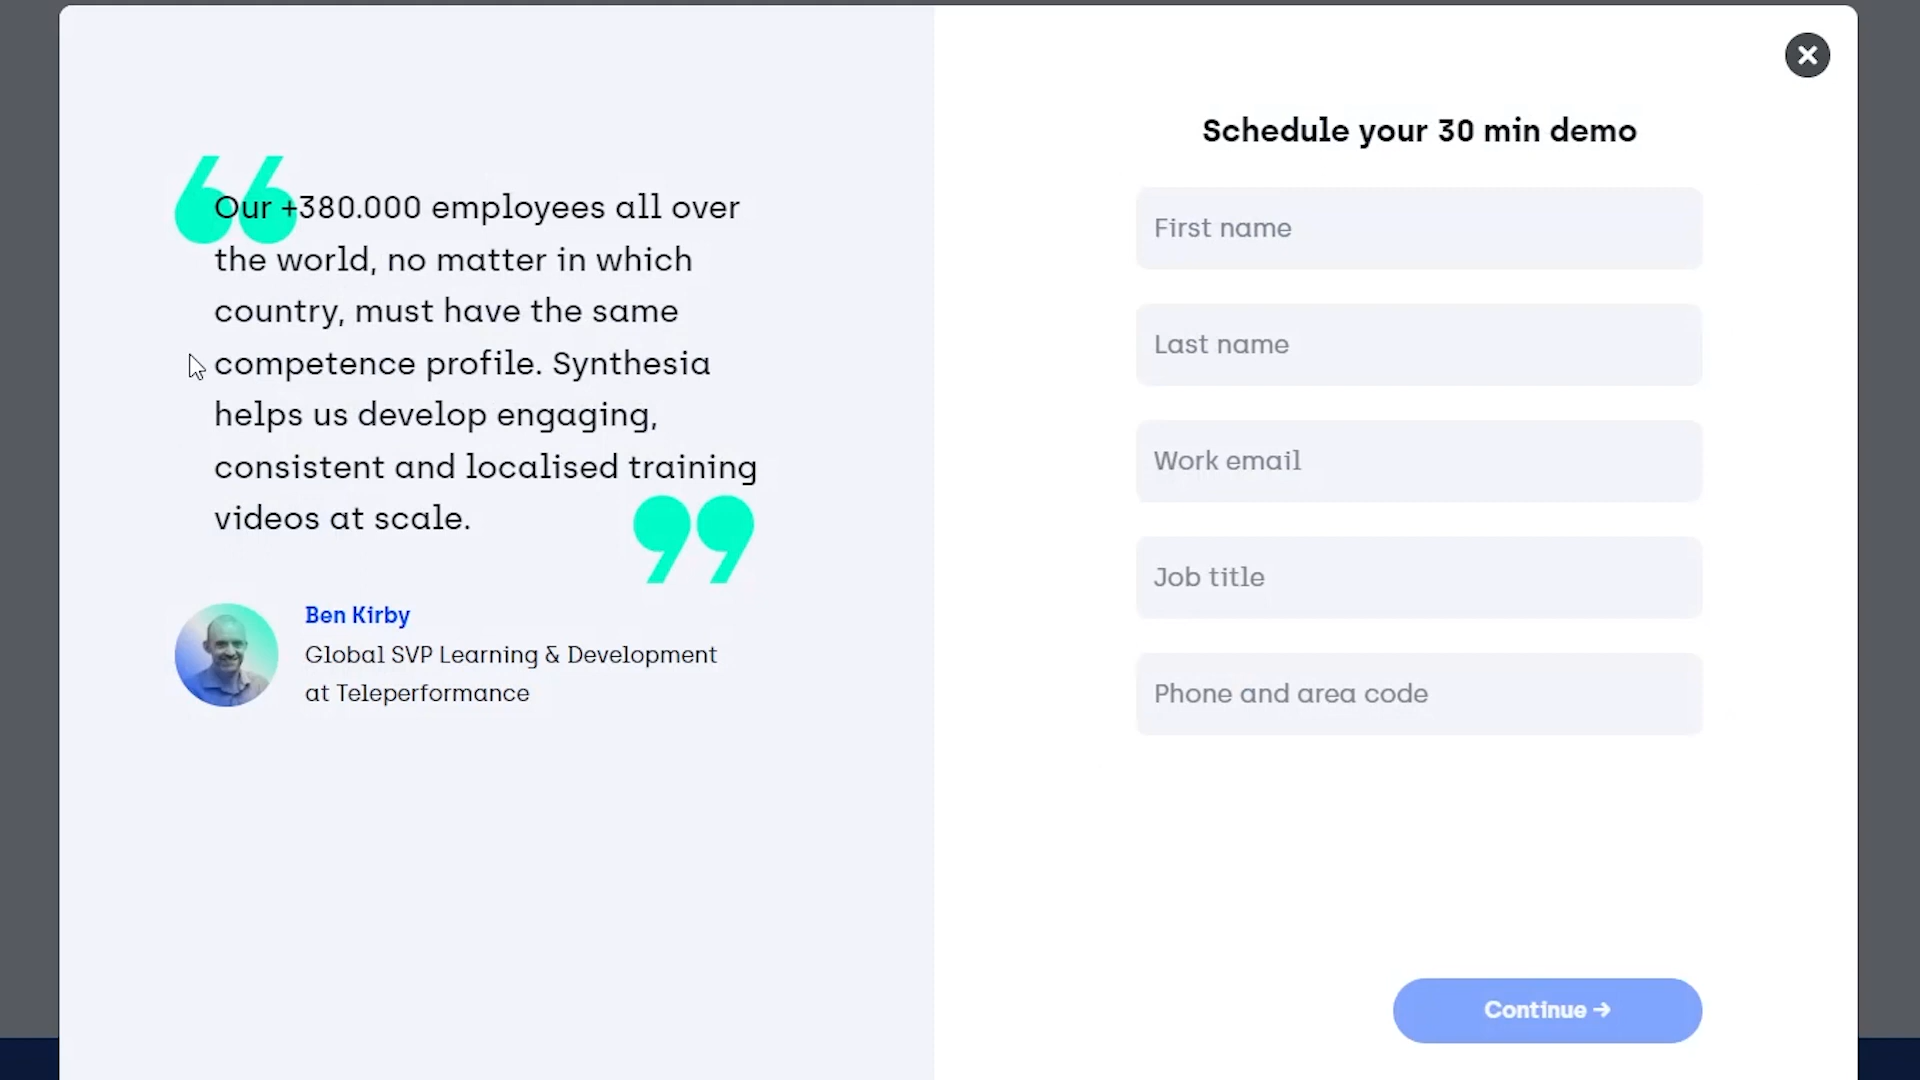 Our +380.000 employees all over
the world, no matter in which
country, must have the same
competence profile. Synthesia
helps us develop engaging,
consistent and localised training
videos at scale.
Ben Kirby
Global SVP Learning & Development
at Teleperformance
Schedule your 30 min demo
First name
Last name
Work email
Job title
Phone and area code
Continue →